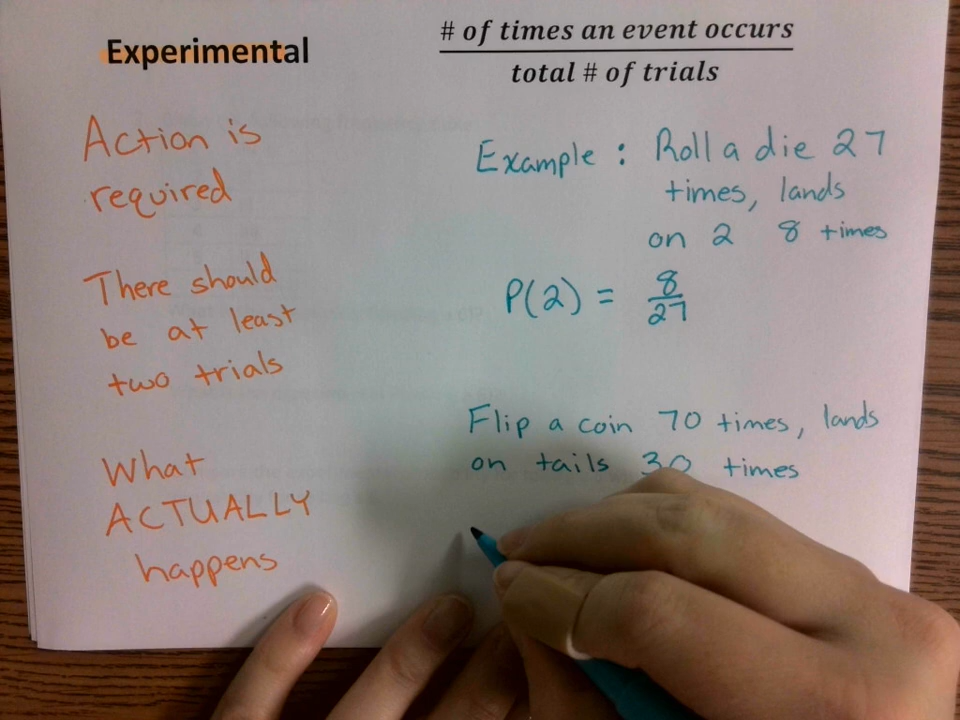 Experimental
# of times an event occurs
total # of trials
Action is
required
There should
be at least
two trials
What
ACTUALLY
happens
Example : Roll a die 27
times, lands
on 2 8 times
P(2) = 8/27
Flip a coin 70 times, lands
on tails 30 times